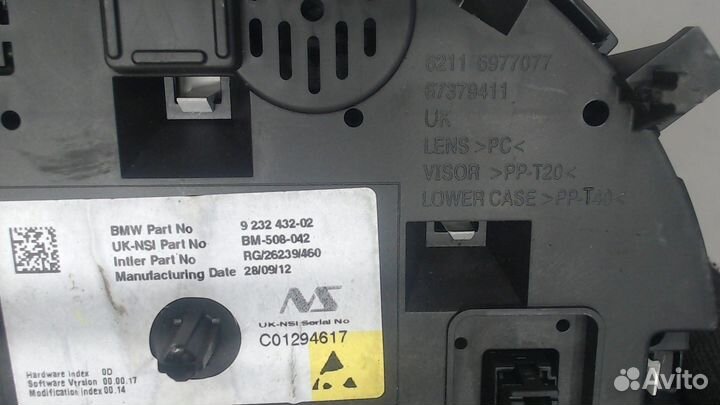 6211 6977077
67379411
UK
LENS >PC<
VISOR >PP-T20<
LOWER CASE >PP-T40<
BMW Part No 9 232 432-02
UK-NSI Part No BM-508-042
Intier Part No RG/26239/460
Manufacturing Date 28/09/12
NS
UK-NSI Serial No
C01294617
Hardware Index 0D
Software Version 00.00.17
Modification Index 00.14
Avito